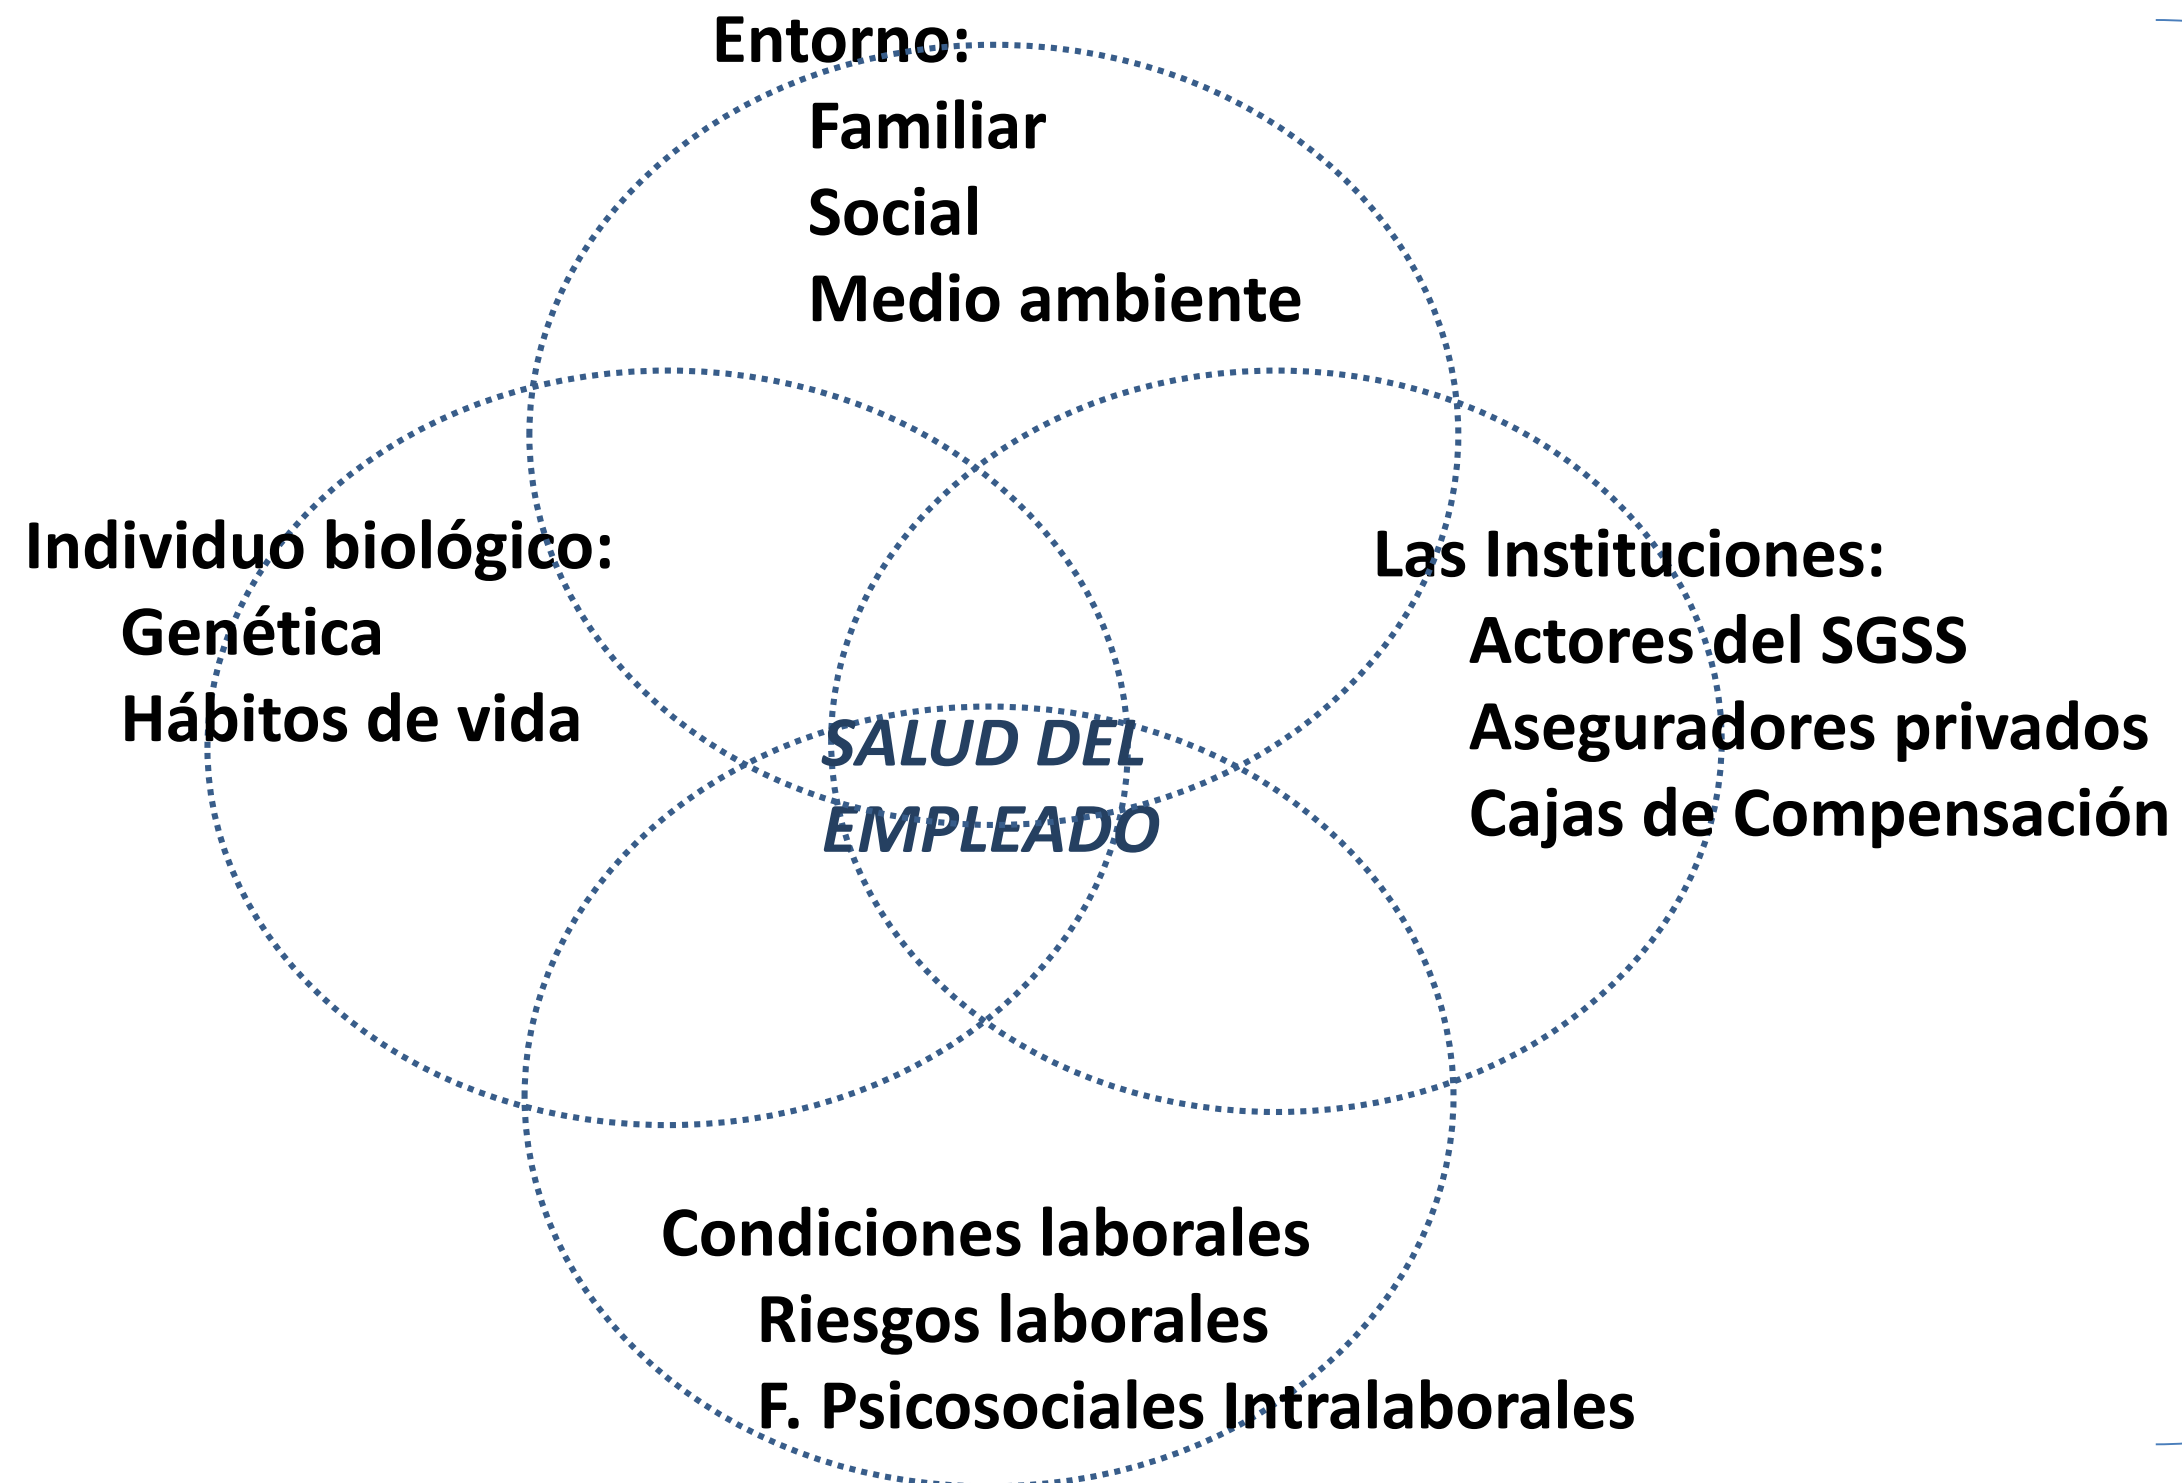 Entorno:
Familiar
Social
Medio ambiente
Individuo biológico:
Genética
Hábitos de vida
Las Instituciones:
Actores del SGSS
Aseguradores privados
Cajas de Compensación
SALUD DEL
EMPLEADO
Condiciones laborales
Riesgos laborales
F. Psicosociales Intralaborales